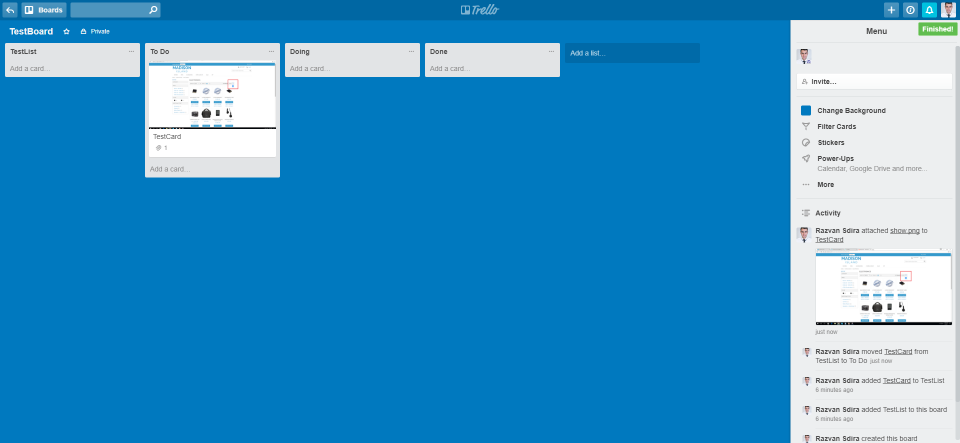 Boards
Trello
TestBoard
Private
TestList
Add a card...
To Do
TestCard
1
Add a card...
Doing
Add a card...
Done
Add a card...
Add a list...
Menu
Finished!
Invite...
Change Background
Filter Cards
Stickers
Power-Ups
Calendar, Google Drive and more...
More
Activity
Razvan Sdira attached show.png to
TestCard
MADISON
just now
Razvan Sdira moved TestCard from
TestList to To Do just now
Razvan Sdira added TestCard to TestList
6 minutes ago
Razvan Sdira added TestList to this board
6 minutes ago
Razvan Sdira created this board